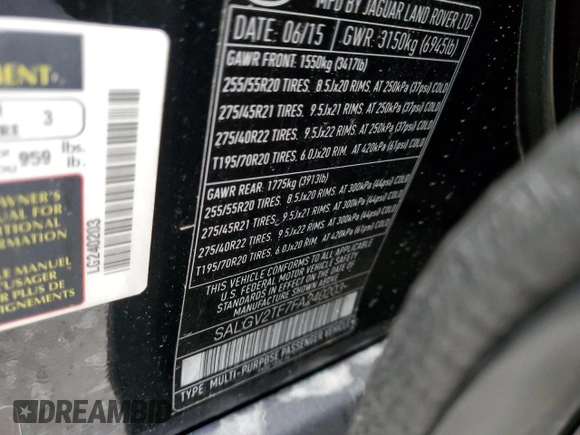 MFD BY JAGUAR LAND ROVER LTD
DATE: 06/15 GWR: 3150kg (6945lb)
GAWR FRONT: 1550kg (3417lb)
255/55R20 TIRES. 8.5Jx20 RIMS. AT 250kPa (37psi) COLD
275/45R21 TIRES. 9.5Jx21 RIMS. AT 250kPa (37psi) COLD
275/40R22 TIRES. 9.5Jx22 RIMS. AT 250kPa (37psi) COLD
T195/70R20 TIRES. 6.0Jx20 RIM. AT 420kPa (61psi) COLD
GAWR REAR: 1775kg (3913lb)
255/55R20 TIRES. 8.5Jx20 RIMS. AT 300kPa (44psi) COLD
275/45R21 TIRES. 9.5Jx21 RIMS. AT 300kPa (44psi) COLD
275/40R22 TIRES. 9.5Jx22 RIMS. AT 300kPa (44psi) COLD
T195/70R20 TIRES. 6.0Jx20 RIM. AT 420kPa (61psi) COLD
THIS VEHICLE CONFORMS TO ALL APPLICABLE
U.S. FEDERAL MOTOR VEHICLE SAFETY
STANDARDS IN EFFECT ON THE DATE OF
MANUFACTURE SHOWN ABOVE.
SALGV2TF7FA240203
TYPE: MULTI-PURPOSE PASSENGER VEHICLE
3
OU 959 lbs.
lb.
OWNER'S
UAL FOR
ITIONAL
MATION
LE MANUEL
USAGER
LG240203
DREAMBID